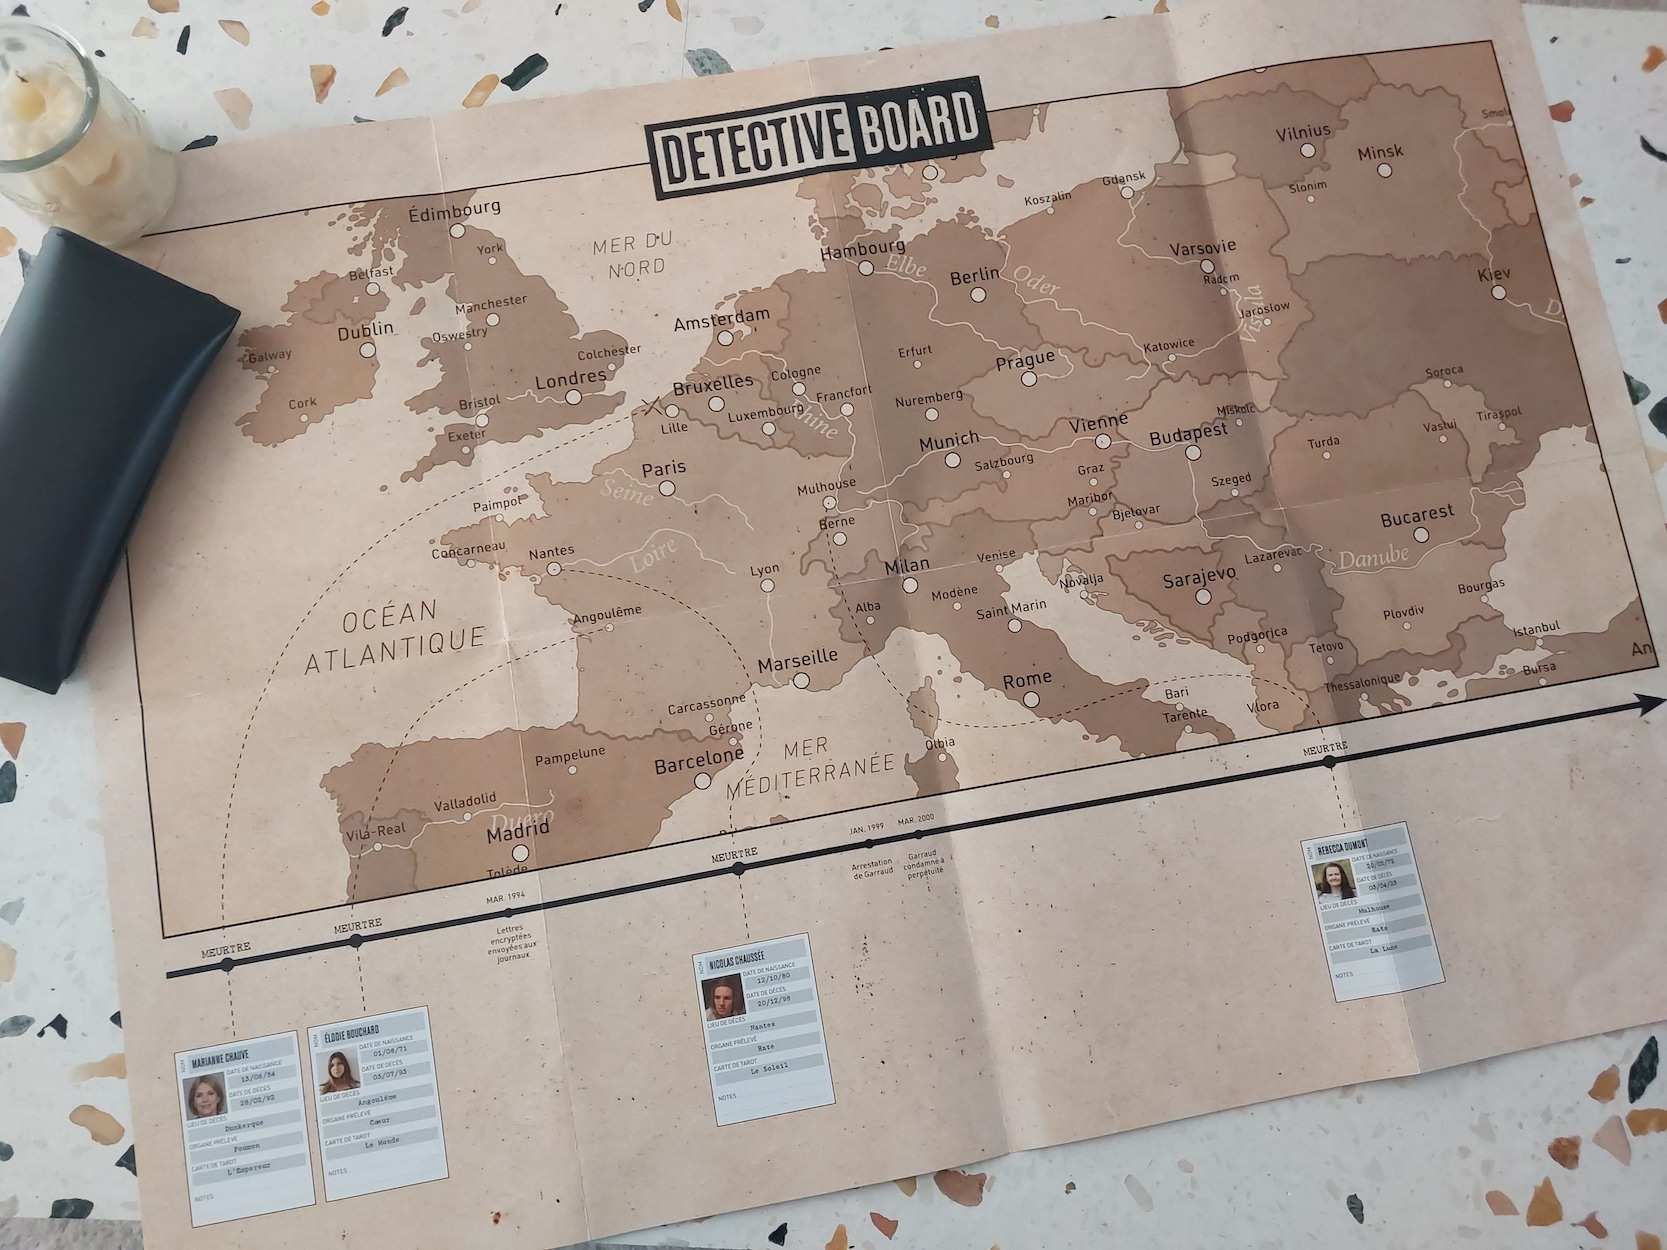 DETECTIVE BOARD
Vilnius
Minsk
Gdansk
Slonim
Koszalin
Édimbourg
MER DU
NORD
York
Hambourg
Elbe
Berlin
Oder
Varsovie
Radom
Kiev
Belfast
Manchester
Dublin
Oswestry
Amsterdam
Jaroslow
Vistula
Galway
Colchester
Erfurt
Prague
Katowice
Londres
Bruxelles
Cologne
Francfort
Soroca
Cork
Bristol
Luxembourg
Rhine
Nuremberg
Miskolc
Tiraspol
Exeter
Lille
Munich
Vienne
Budapest
Turda
Vaslui
Paris
Salzbourg
Graz
Szeged
Seine
Mulhouse
Maribor
Paimpol
Berne
Bjelovar
Bucarest
Concarneau
Nantes
Loire
Lyon
Milan
Venise
Lazarevac
Danube
Novalja
Sarajevo
Modène
Bourgas
OCÉAN
ATLANTIQUE
Angoulême
Alba
Saint Marin
Plovdiv
Podgorica
Tetovo
Istanbul
Marseille
Rome
Bursa
An
Thessalonique
Carcassonne
Bari
Vlora
Gérone
Tarente
Pampelune
Barcelone
MER
MÉDITERRANÉE
Olbia
Valladolid
Duero
Vila-Real
Madrid
Tolède
MEURTRE
MEURTRE
MAR. 1994
Lettres
encryptées
envoyées aux
journaux
MEURTRE
JAN. 1999
Arrestation
de Garraud
MAR. 2000
Garraud
condamné à
perpétuité
MEURTRE
NOM
MARIANNE CHAUVE
DATE DE NAISSANCE
13/06/54
DATE DE DÉCÈS
28/02/92
LIEU DE DÉCÈS
Dunkerque
ORGANE PRÉLEVÉ
Poumon
CARTE DE TAROT
L'Empereur
NOTES
NOM
ÉLODIE BOUCHARD
DATE DE NAISSANCE
01/08/71
DATE DE DÉCÈS
05/07/93
LIEU DE DÉCÈS
Angoulême
ORGANE PRÉLEVÉ
Cœur
CARTE DE TAROT
Le Monde
NOTES
NOM
NICOLAS CHAUSSÉE
DATE DE NAISSANCE
12/10/80
DATE DE DÉCÈS
20/12/98
LIEU DE DÉCÈS
Nantes
ORGANE PRÉLEVÉ
Rate
CARTE DE TAROT
Le Soleil
NOTES
NOM
REBECCA DUMONT
DATE DE NAISSANCE
DATE DE DÉCÈS
03/04/23
LIEU DE DÉCÈS
Mulhouse
ORGANE PRÉLEVÉ
Rate
CARTE DE TAROT
La Lune
NOTES